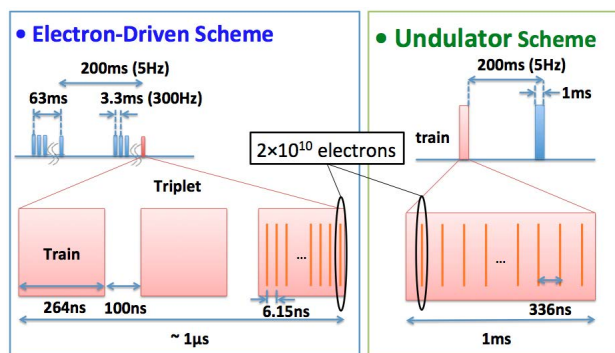 • Electron-Driven Scheme
200ms (5Hz)
63ms
3.3ms (300Hz)
Triplet
Train
...
264ns
100ns
6.15ns
~ 1μs
2×10¹⁰ electrons
• Undulator Scheme
200ms (5Hz)
1ms
train
...
336ns
1ms